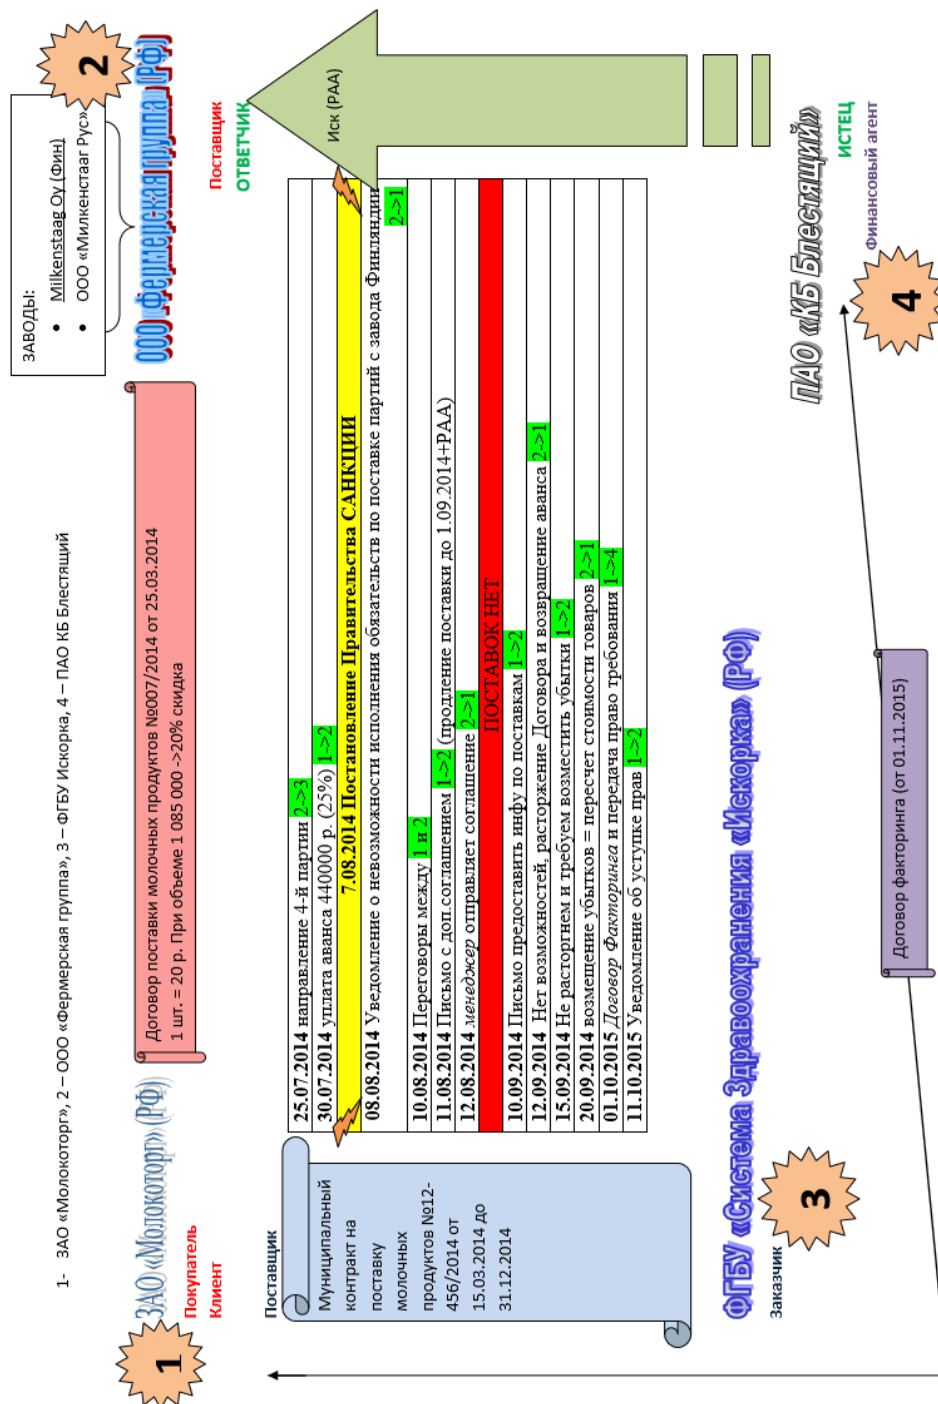 1- ЗАО «Молокоторг», 2 – ООО «Фермерская группа», 3 – ФГБУ Искорка, 4 – ПАО КБ Блестящий
1
ЗАО «Молокоторг» (РФ)
Покупатель
Клиент
Договор поставки молочных продуктов №007/2014 от 25.03.2014
1 шт. = 20 р. При объеме 1 085 000 ->20% скидка
ЗАВОДЫ:
• Milkenstaag Oy (Фин)
• ООО «Милкенстааг Рус»
2
ООО «Фермерская группа» (РФ)
Поставщик
ОТВЕТЧИК
Поставщик
Муниципальный
контракт на
поставку
молочных
продуктов №12-
456/2014 от
15.03.2014 до
31.12.2014
25.07.2014 направление 4-й партии 2->3
30.07.2014 уплата аванса 440000 р. (25%) 1->2
7.08.2014 Постановление Правительства САНКЦИИ
08.08.2014 Уведомление о невозможности исполнения обязательств по поставке партий с завода Финляндии
2->1
10.08.2014 Переговоры между 1 и 2
11.08.2014 Письмо с доп.соглашением 1->2 (продление поставки до 1.09.2014+РАА)
12.08.2014 менеджер отправляет соглашение 2->1
ПОСТАВОК НЕТ
10.09.2014 Письмо предоставить инфу по поставкам 1->2
12.09.2014 Нет возможностей, расторжение Договора и возвращение аванса 2->1
15.09.2014 Не расторгнем и требуем возместить убытки 1->2
20.09.2014 возмещение убытков = пересчет стоимости товаров 2->1
01.10.2015 Договор Факторинга и передача право требования 1->4
11.10.2015 Уведомление об уступке прав 1->2
Иск (РАА)
ФГБУ «Система Здравоохранения «Искорка» (РФ)
Заказчик
3
ПАО «КБ Блестящий»
ИСТЕЦ
Финансовый агент
4
Договор факторинга (от 01.11.2015)